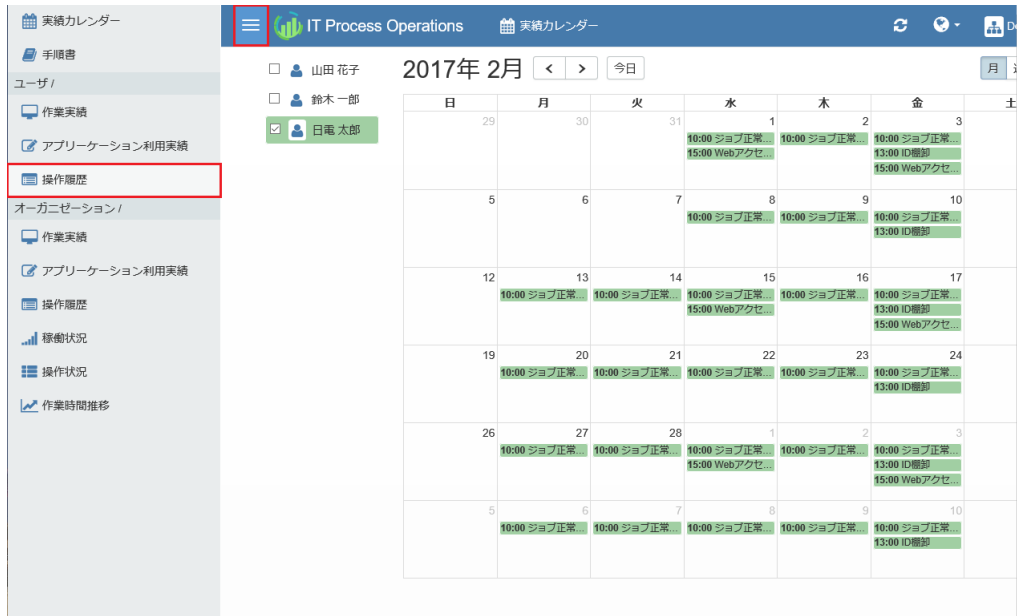 実績カレンダー
手順書
ユーザ /
作業実績
アプリーケーション利用実績
操作履歴
オーガニゼーション /
作業実績
アプリーケーション利用実績
操作履歴
稼働状況
操作状況
作業時間推移
IT Process Operations 実績カレンダー
山田 花子
鈴木 一郎
日電 太郎
2017年 2月 < > 今日 月
日 月 火 水 木 金 土
29 30 31 1 2 3
10:00 ジョブ正常... 10:00 ジョブ正常... 10:00 ジョブ正常...
15:00 Webアクセ... 13:00 ID棚卸
15:00 Webアクセ...
5 6 7 8 9 10
10:00 ジョブ正常... 10:00 ジョブ正常... 10:00 ジョブ正常...
13:00 ID棚卸
12 13 14 15 16 17
10:00 ジョブ正常... 10:00 ジョブ正常... 10:00 ジョブ正常... 10:00 ジョブ正常... 10:00 ジョブ正常...
15:00 Webアクセ... 13:00 ID棚卸
15:00 Webアクセ...
19 20 21 22 23 24
10:00 ジョブ正常... 10:00 ジョブ正常... 10:00 ジョブ正常... 10:00 ジョブ正常... 10:00 ジョブ正常...
13:00 ID棚卸
26 27 28 1 2 3
10:00 ジョブ正常... 10:00 ジョブ正常... 10:00 ジョブ正常... 10:00 ジョブ正常... 10:00 ジョブ正常...
15:00 Webアクセ... 13:00 ID棚卸
15:00 Webアクセ...
5 6 7 8 9 10
10:00 ジョブ正常... 10:00 ジョブ正常... 10:00 ジョブ正常... 10:00 ジョブ正常... 10:00 ジョブ正常...
13:00 ID棚卸